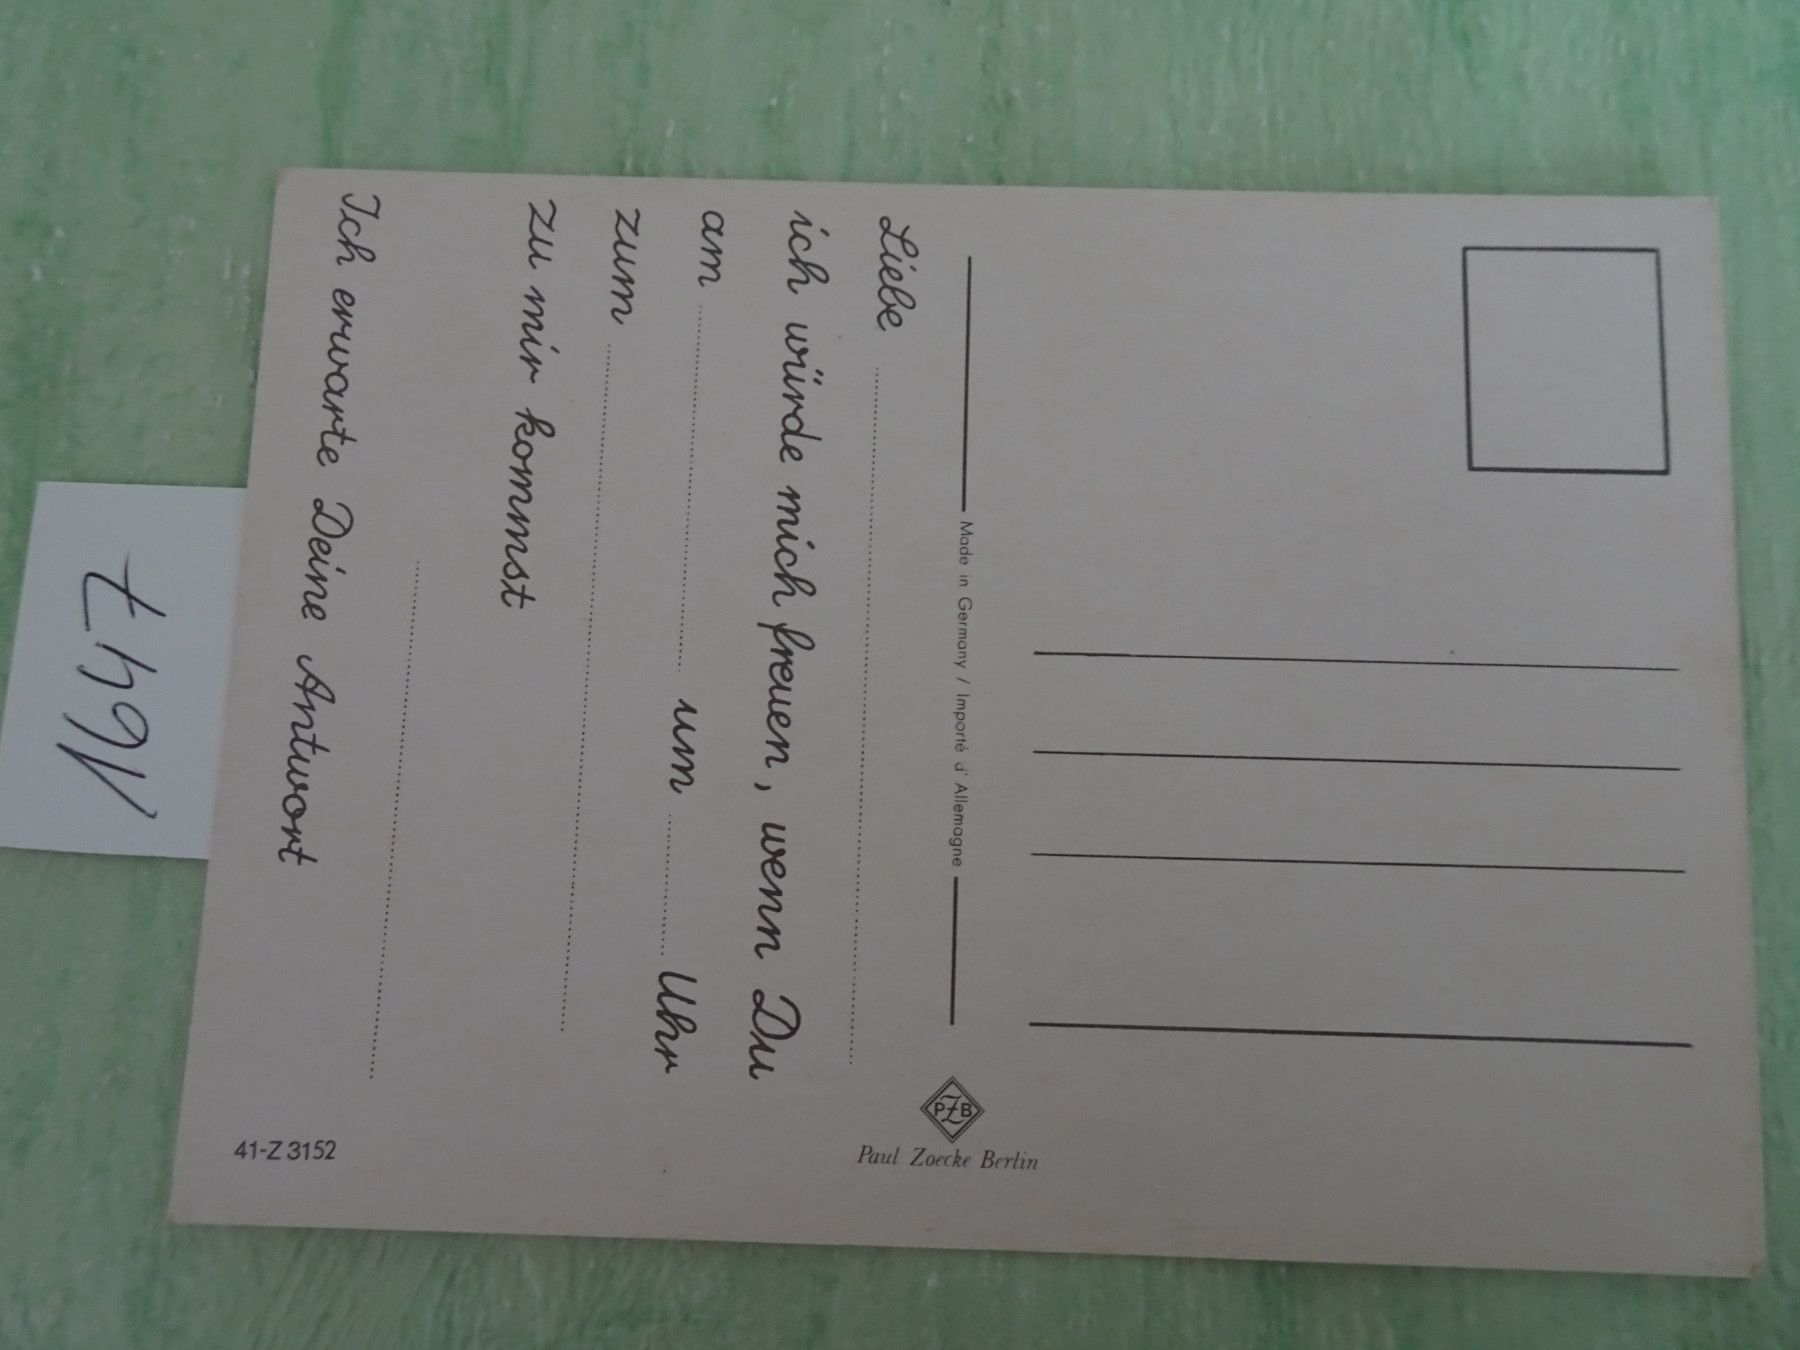 Liebe
ich würde mich freuen, wenn Du
am um Uhr
zum
zu mir kommst
Ich erwarte Deine Antwort
Made in Germany / Importé d'Allemagne
PZB
Paul Zoecke Berlin
41-Z 3152
1647